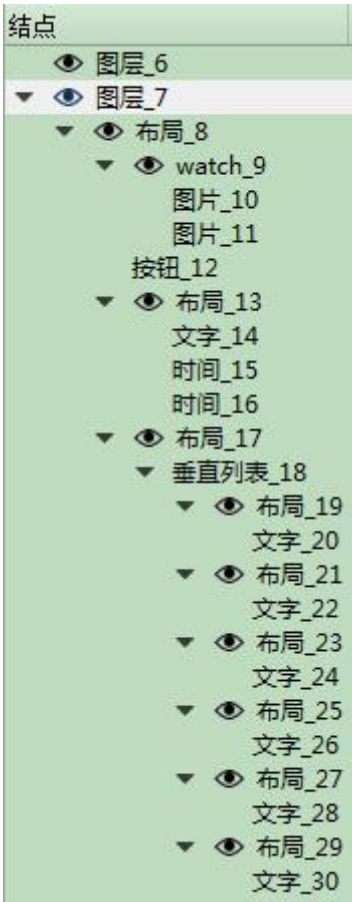 结点
图层_6
图层_7
布局_8
watch_9
图片_10
图片_11
按钮_12
布局_13
文字_14
时间_15
时间_16
布局_17
垂直列表_18
布局_19
文字_20
布局_21
文字_22
布局_23
文字_24
布局_25
文字_26
布局_27
文字_28
布局_29
文字_30